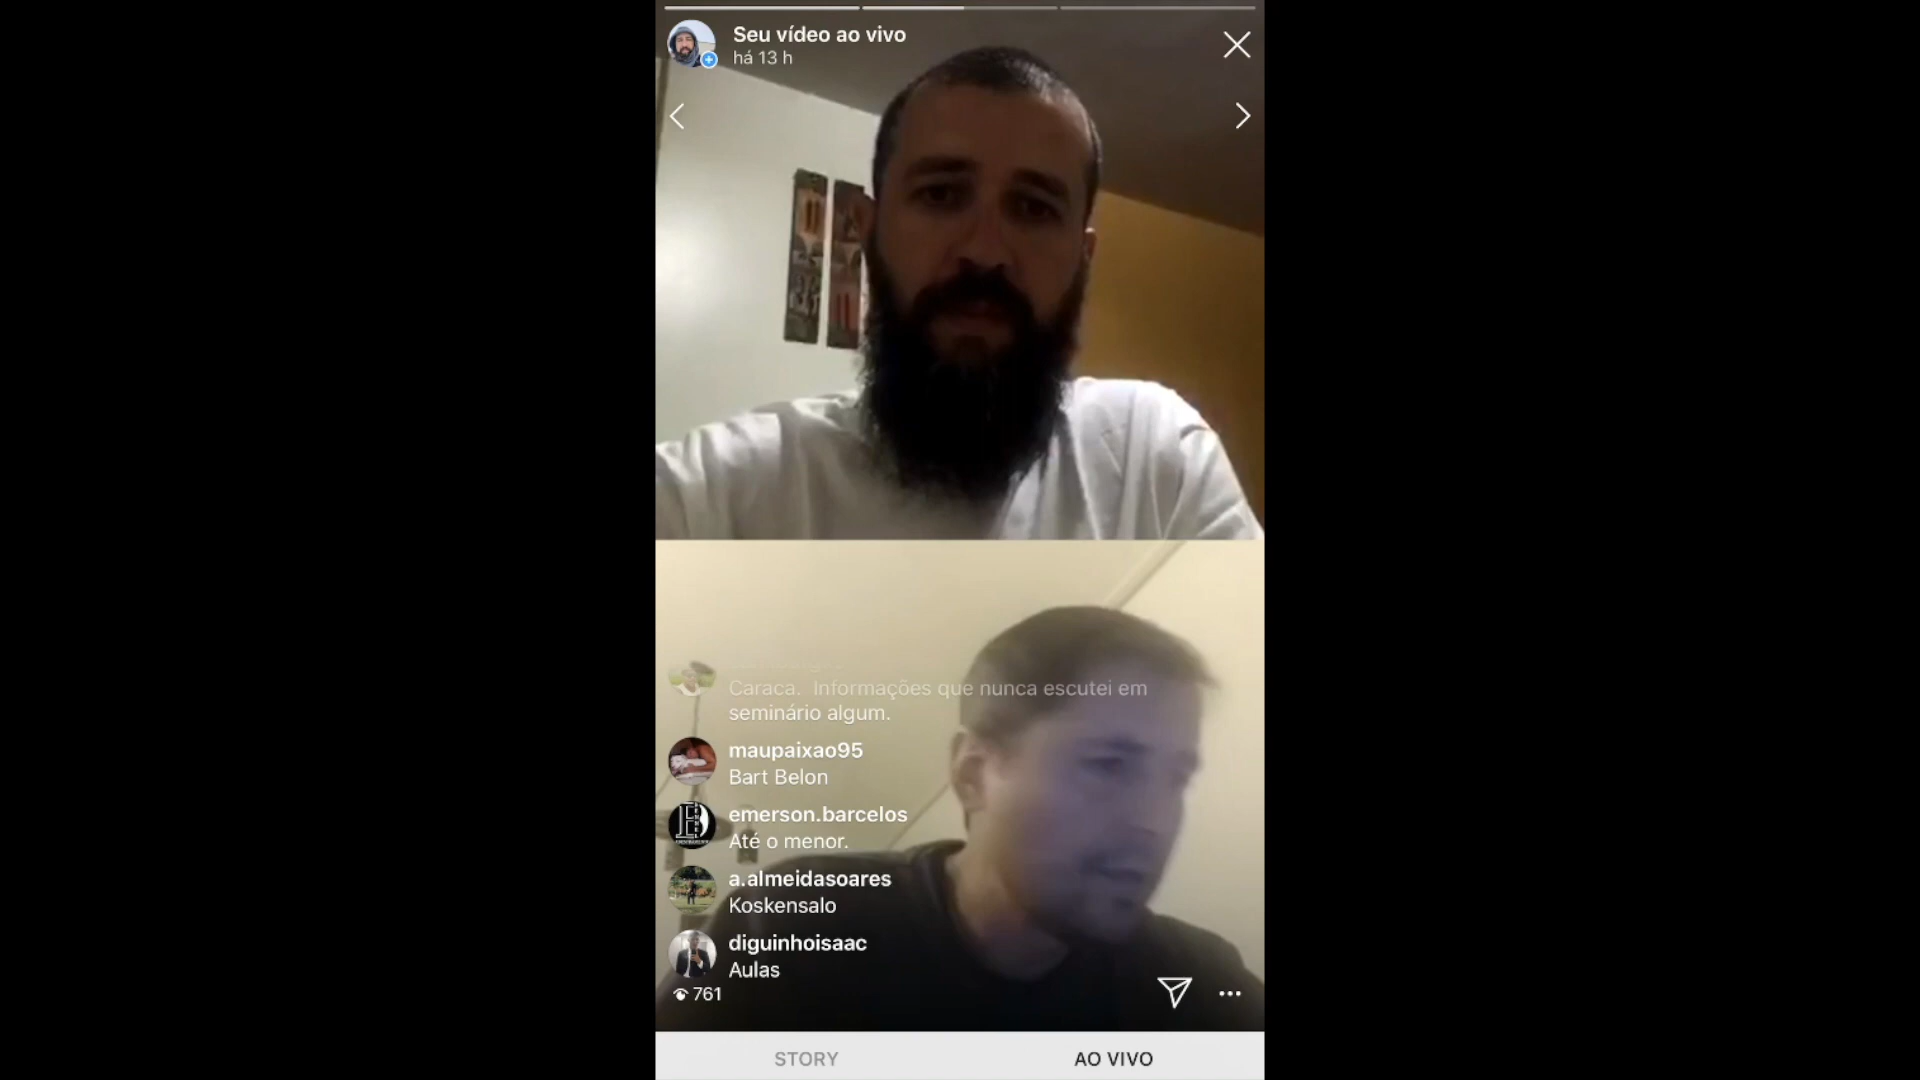 Seu vídeo ao vivo
há 13 h
Caraca. Informações que nunca escutei em
seminário algum.
maupaixao95
Bart Belon
emerson.barcelos
Até o menor.
a.almeidasoares
Koskensalo
diguinhoisaac
Aulas
761
STORY
AO VIVO